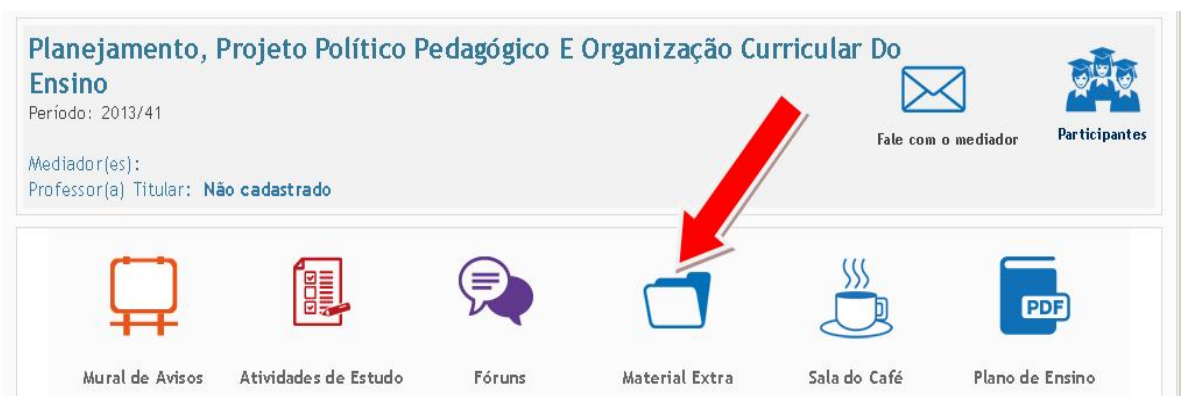 Planejamento, Projeto Político Pedagógico E Organização Curricular Do
Ensino
Período: 2013/41
Fale com o mediador
Participantes
Mediador(es):
Professor(a) Titular: Não cadastrado
PDF
Mural de Avisos
Atividades de Estudo
Fóruns
Material Extra
Sala do Café
Plano de Ensino